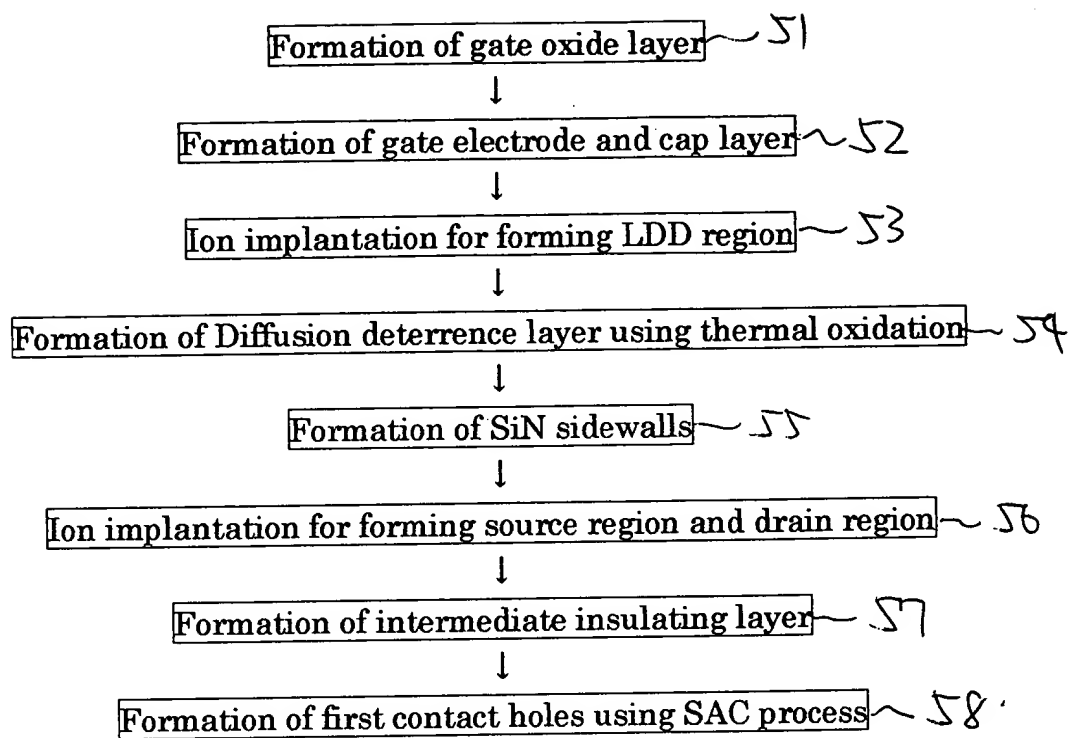 Formation of gate oxide layer 51
Formation of gate electrode and cap layer 52
Ion implantation for forming LDD region 53
Formation of Diffusion deterrence layer using thermal oxidation 54
Formation of SiN sidewalls 55
Ion implantation for forming source region and drain region 56
Formation of intermediate insulating layer 57
Formation of first contact holes using SAC process 58